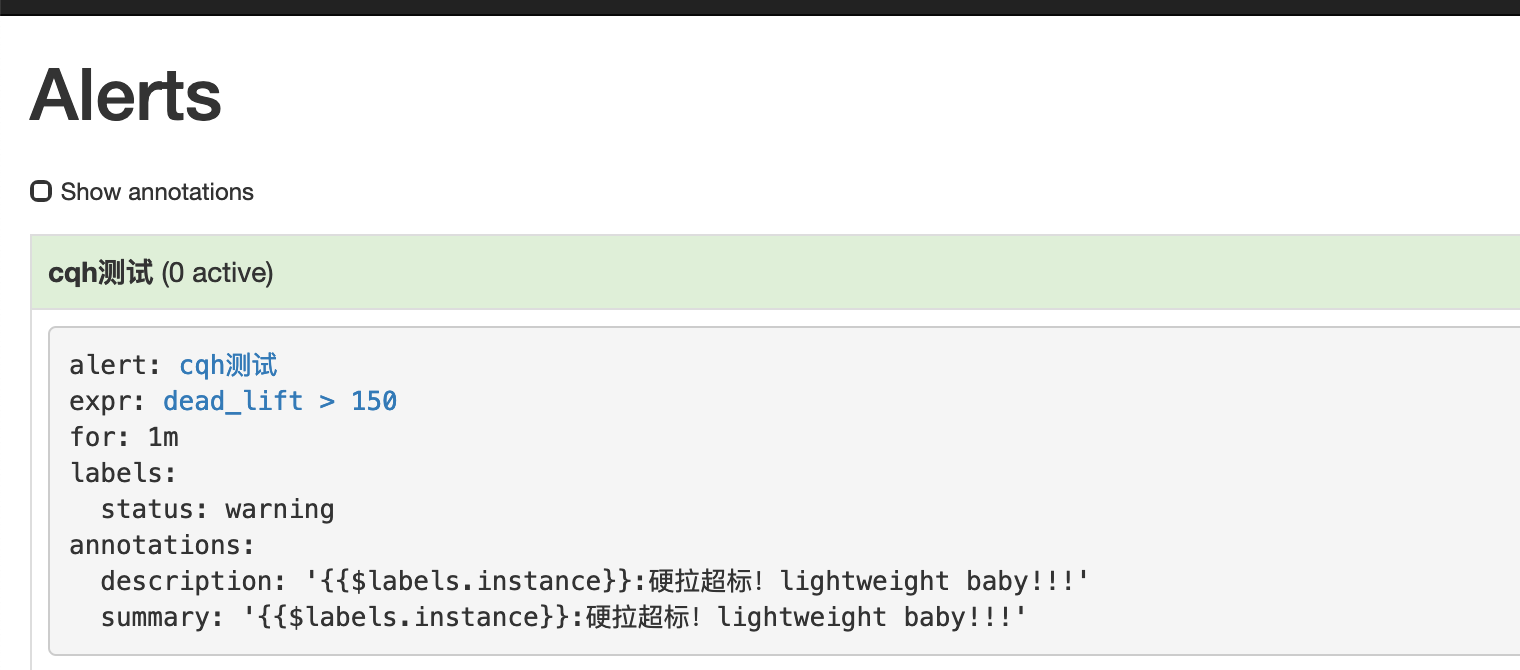 Alerts
Show annotations
cqh测试 (0 active)
alert: cqh测试
expr: dead_lift > 150
for: 1m
labels:
  status: warning
annotations:
  description: '{{$labels.instance}}:硬拉超标! lightweight baby!!!'
  summary: '{{$labels.instance}}:硬拉超标! lightweight baby!!!'